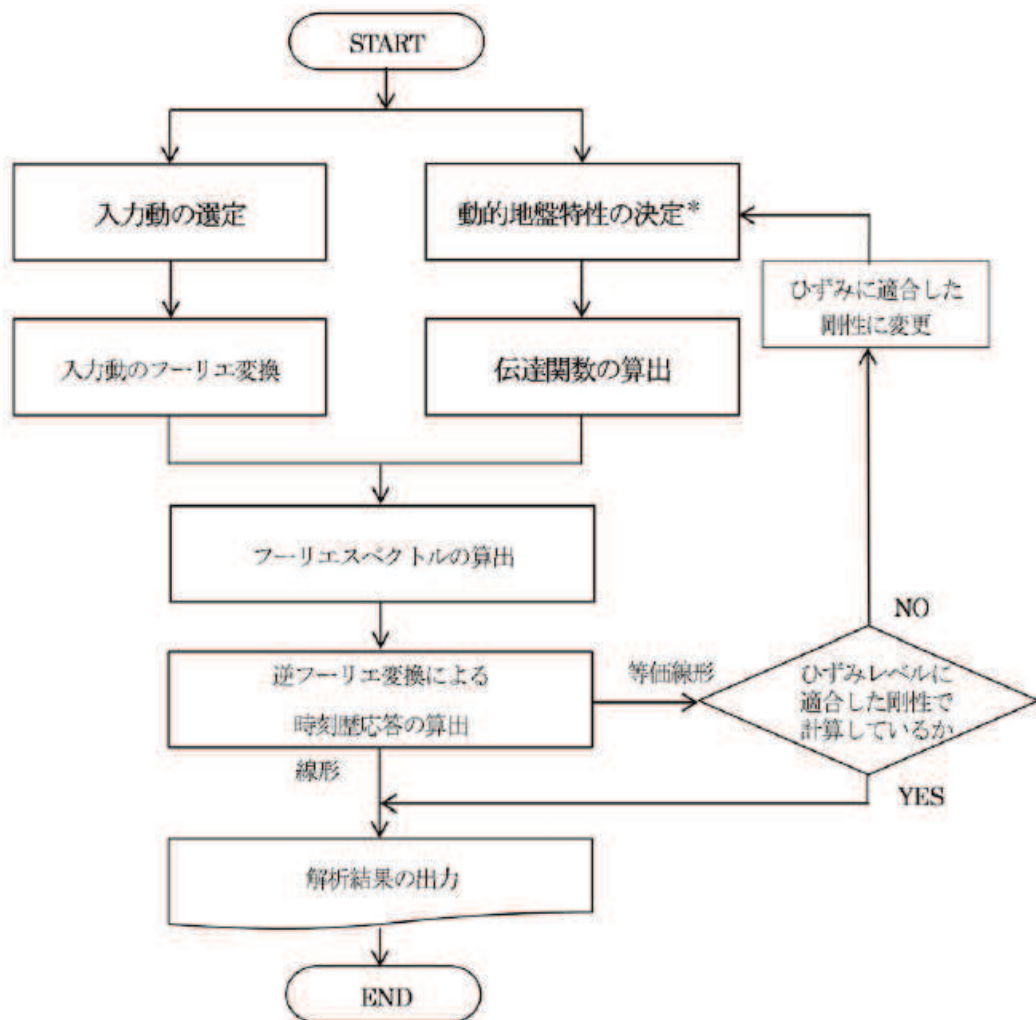 START
入力動の選定
動的地盤特性の決定*
ひずみに適合した
剛性に変更
入力動のフーリエ変換
伝達関数の算出
フーリエスペクトルの算出
NO
逆フーリエ変換による
時刻歴応答の算出
等価線形
ひずみレベルに
適合した剛性で
計算しているか
線形
YES
解析結果の出力
END